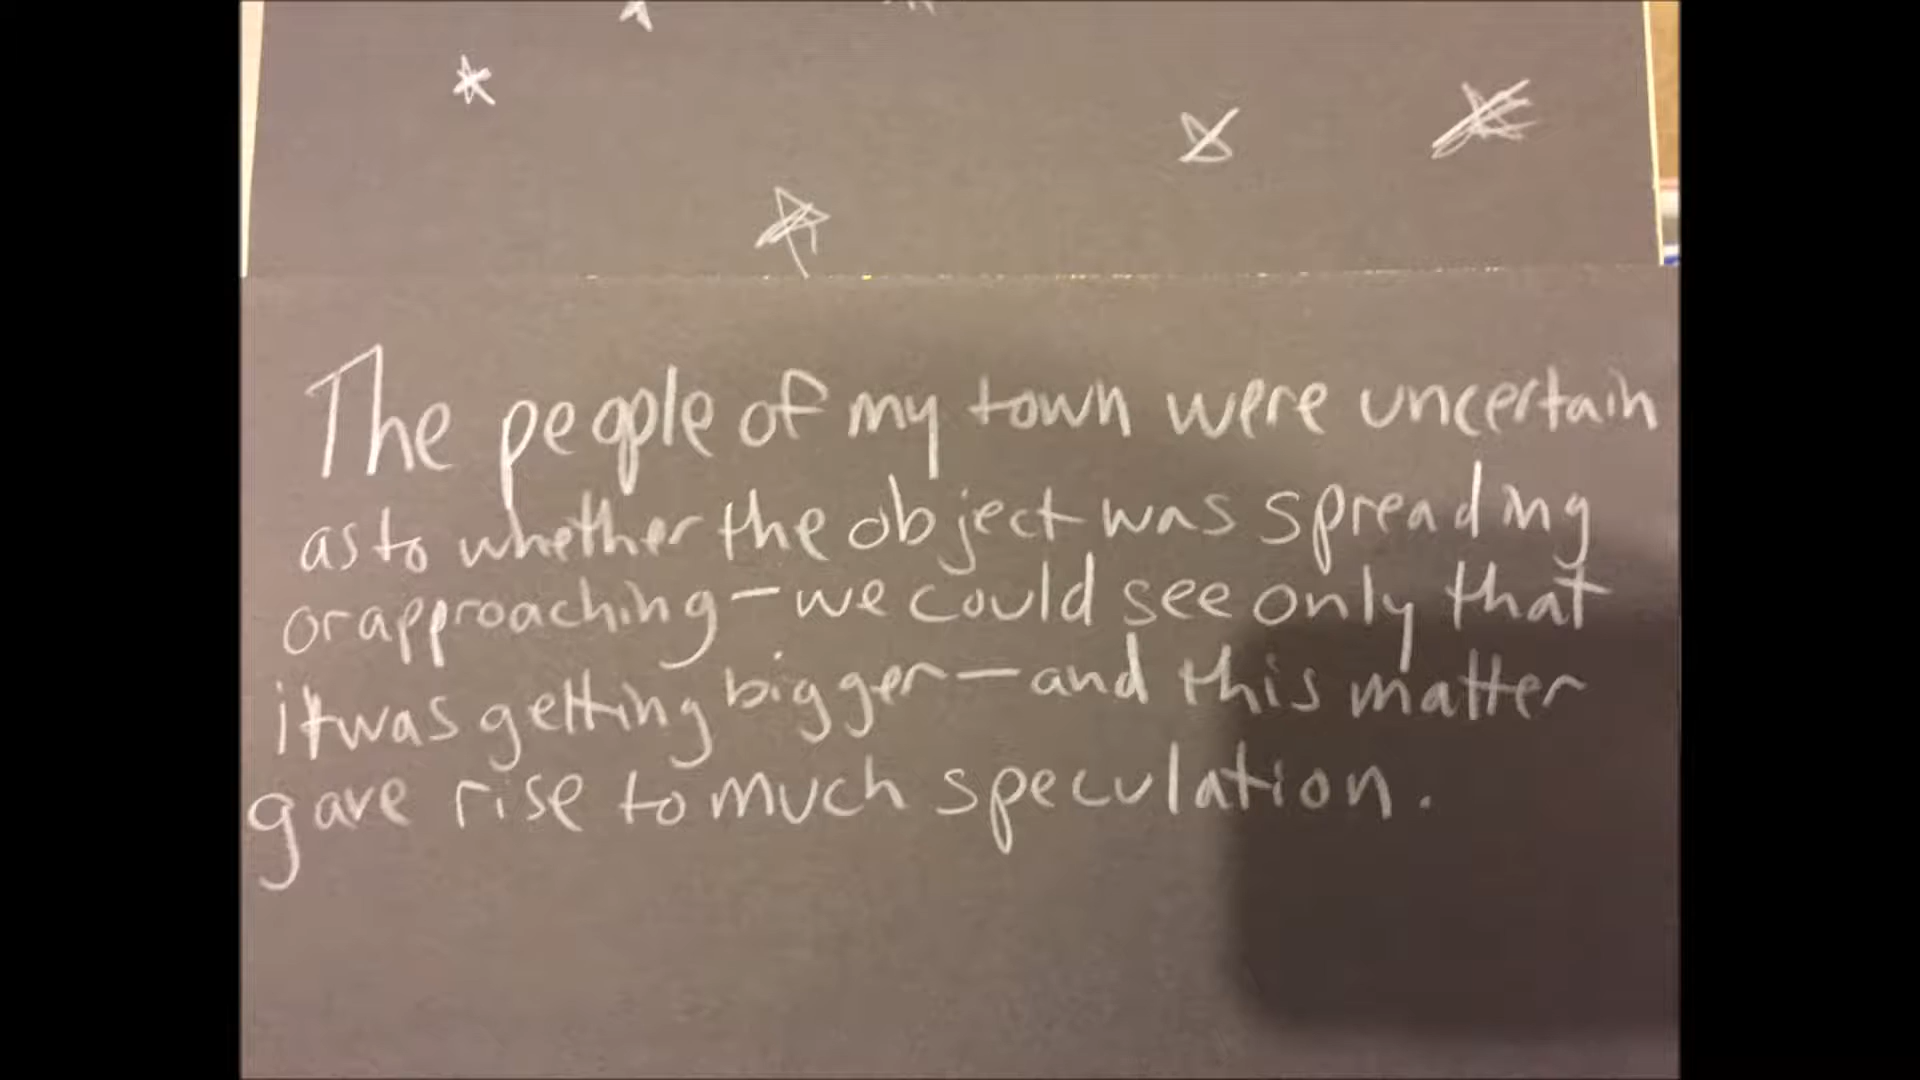 The people of my town were uncertain
as to whether the object was spreading
or approaching — we could see only that
it was getting bigger — and this matter
gave rise to much speculation.